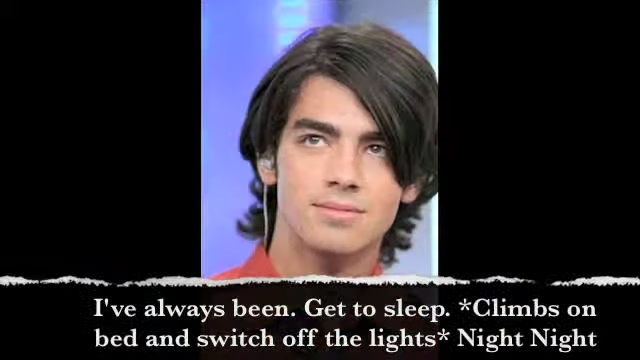 I've always been. Get to sleep. *Climbs on
bed and switch off the lights* Night Night